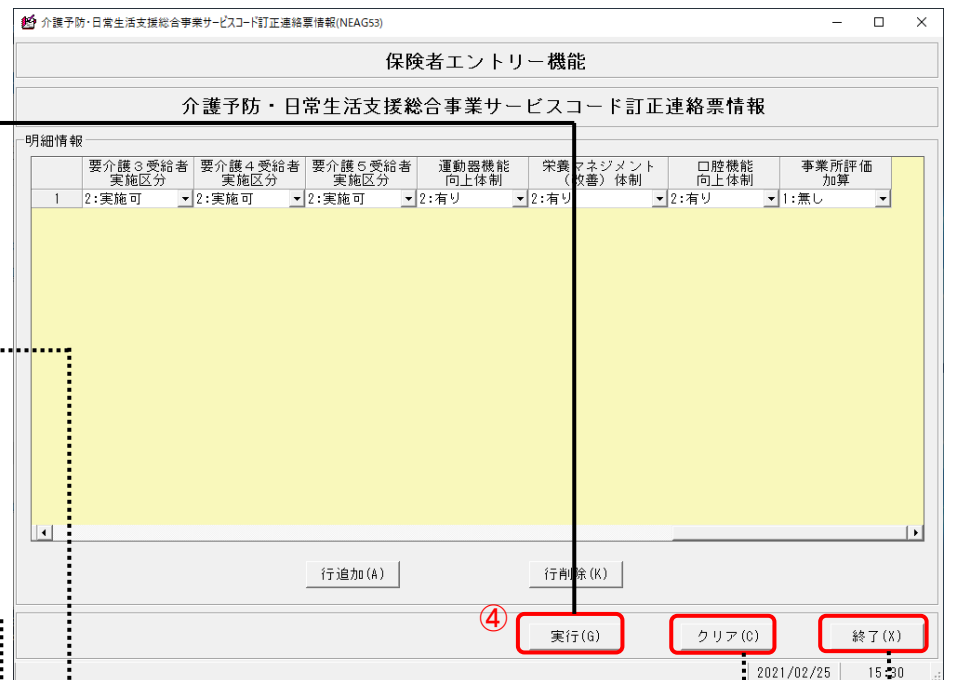 介護予防・日常生活支援総合事業サービスコード訂正連絡票情報(NEAG53)
保険者エントリー機能
介護予防・日常生活支援総合事業サービスコード訂正連絡票情報
明細情報
要介護3受給者 要介護4受給者 要介護5受給者 運動器機能 栄養マネジメント 口腔機能 事業所評価
実施区分 実施区分 実施区分 向上体制 (改善)体制 向上体制 加算
1 2:実施可 2:実施可 2:実施可 2:有り 2:有り 2:有り 1:無し
行追加(A) 行削除(K)
④ 実行(G) クリア(C) 終了(X)
2021/02/25 15:30